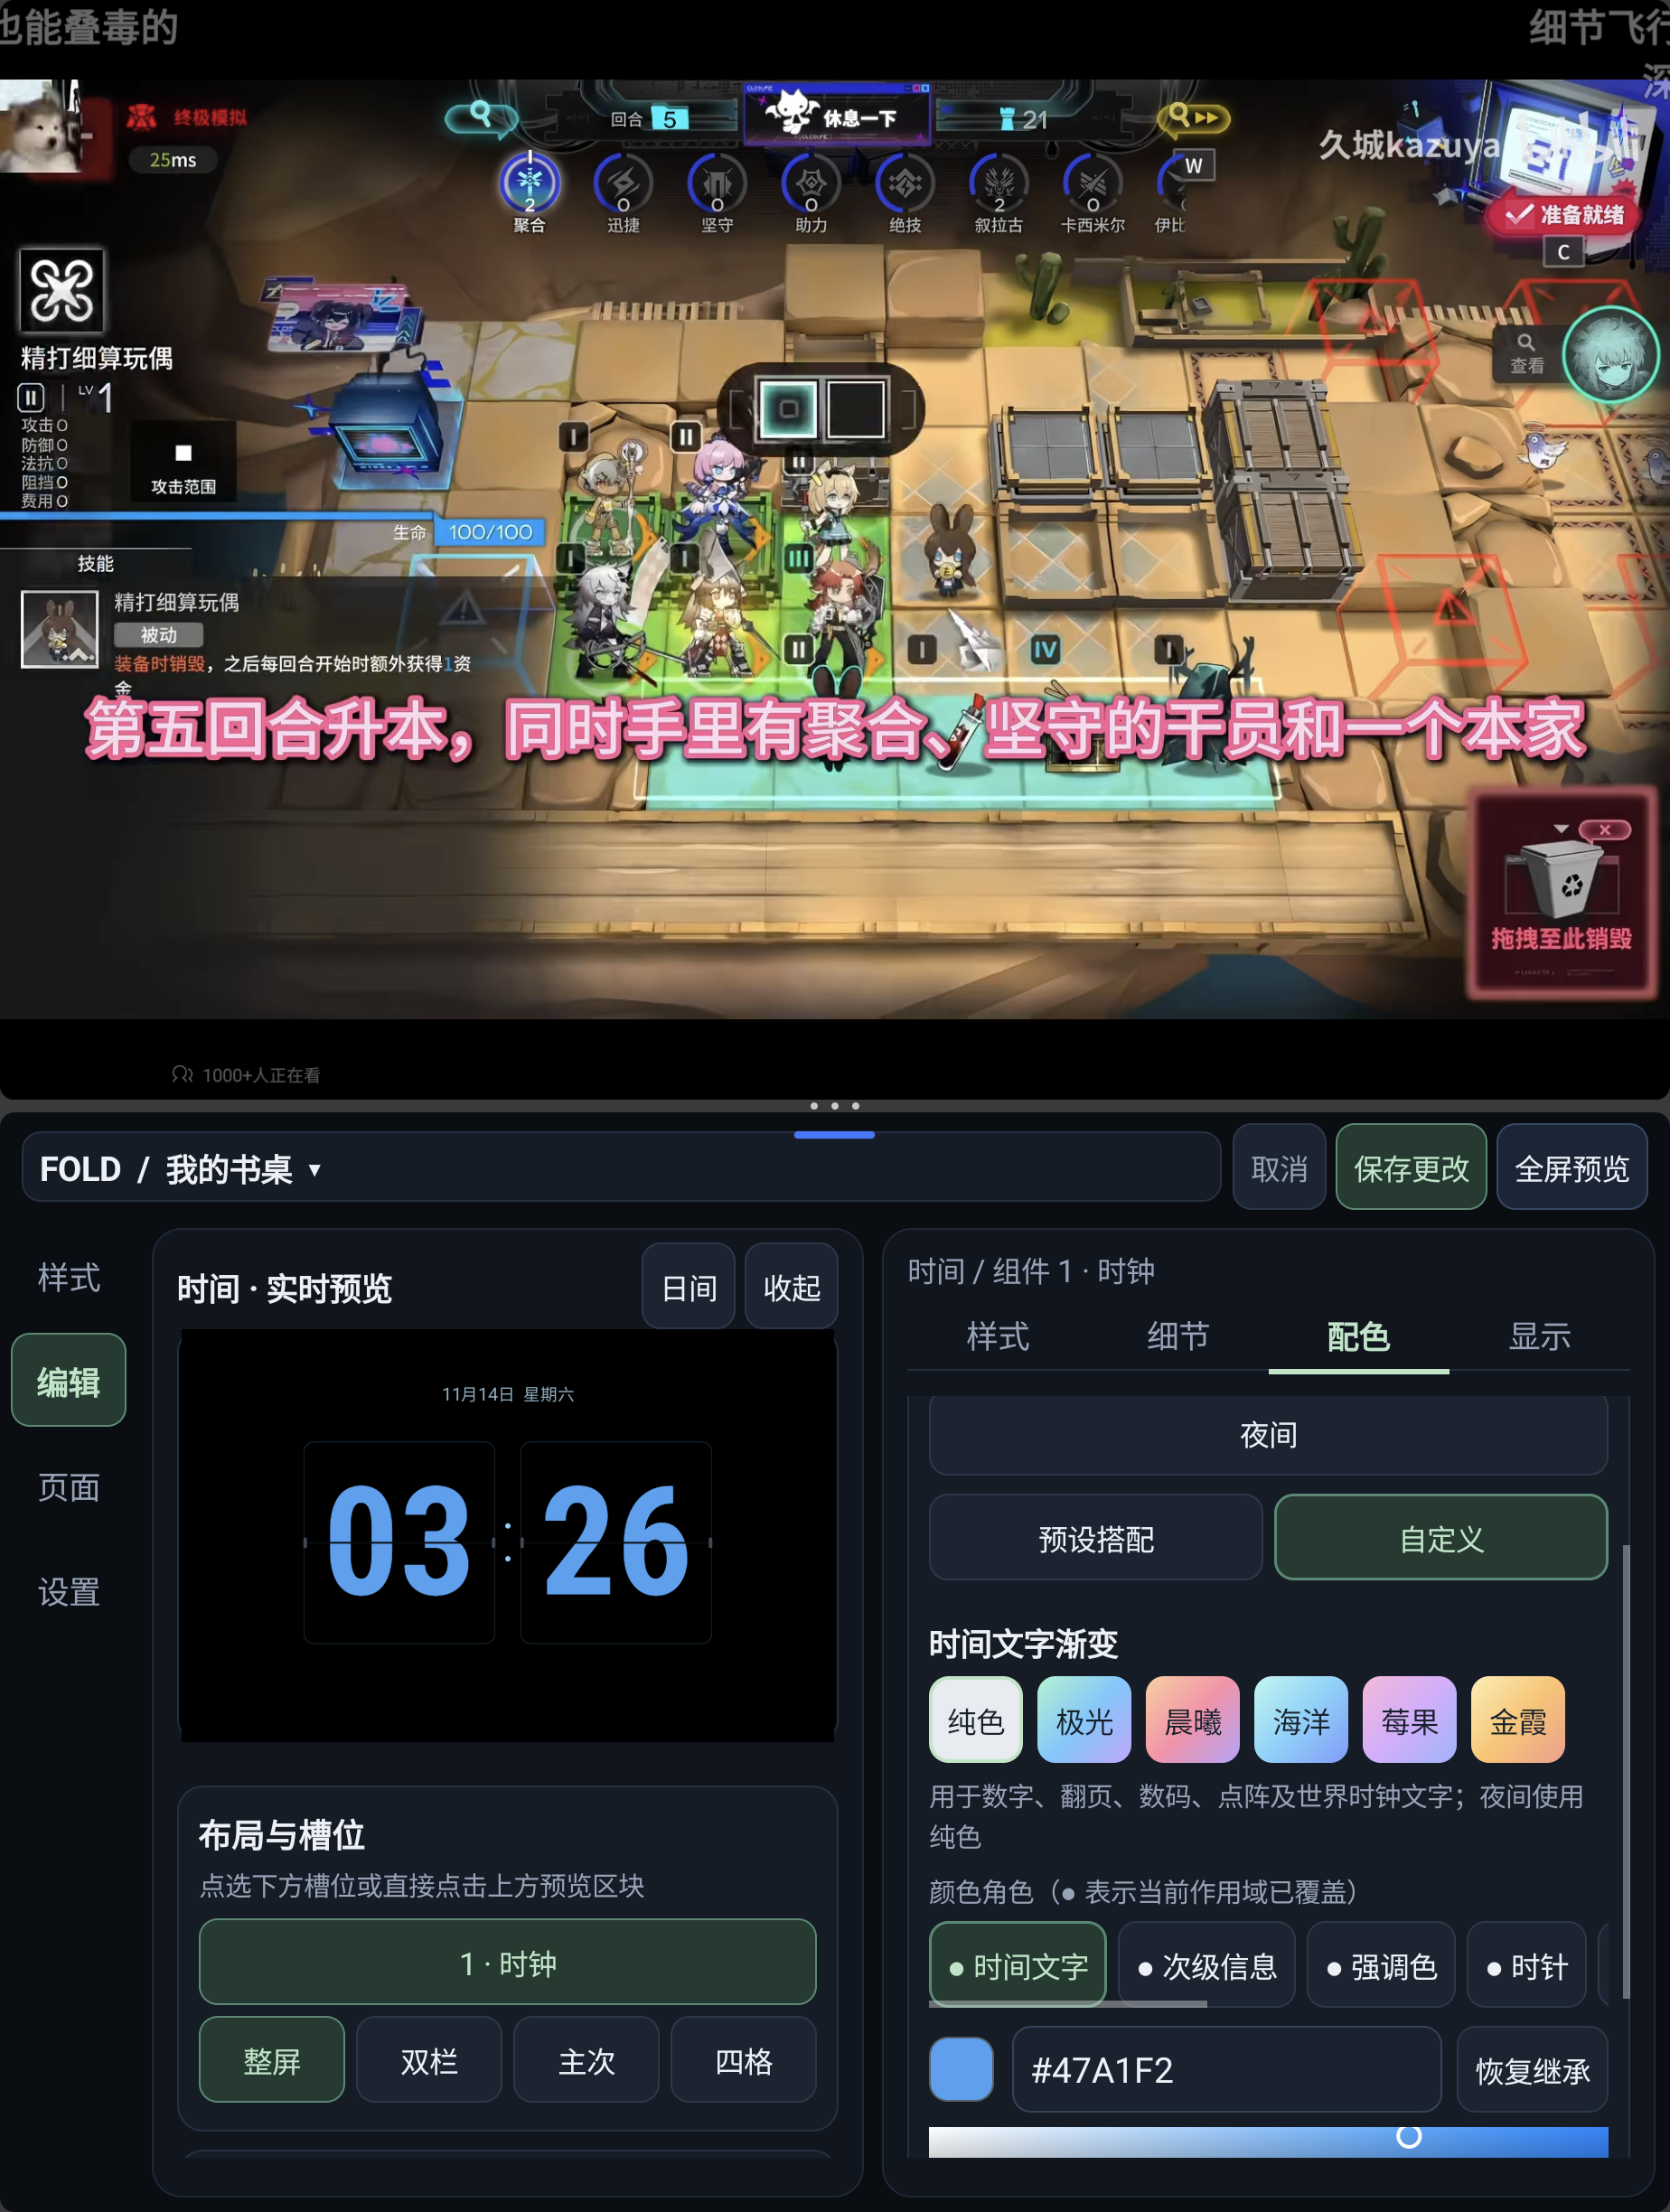 也能叠毒的
细节飞行
深
终极模拟
25ms
回合 5
休息一下
21
久城kazuya
bilibili
W
2
聚合
0
迅捷
0
坚守
0
助力
0
绝技
2
叙拉古
0
卡西米尔
伊比
准备就绪
C
查看
精打细算玩偶
LV 1
攻击 0
防御 0
法抗 0
阻挡 0
费用 0
攻击范围
生命 100/100
技能
精打细算玩偶
被动
装备时销毁，之后每回合开始时额外获得1资
金
I
II
II
I
I
III
II
I
IV
I
第五回合升本，同时手里有聚合、坚守的干员和一个本家
拖拽至此销毁
1000+人正在看
FOLD / 我的书桌 ▼
取消
保存更改
全屏预览
样式
编辑
页面
设置
时间 · 实时预览
日间
收起
11月14日 星期六
03:26
布局与槽位
点选下方槽位或直接点击上方预览区块
1 · 时钟
整屏
双栏
主次
四格
时间 / 组件 1 · 时钟
样式
细节
配色
显示
夜间
预设搭配
自定义
时间文字渐变
纯色
极光
晨曦
海洋
莓果
金霞
用于数字、翻页、数码、点阵及世界时钟文字；夜间使用
纯色
颜色角色（● 表示当前作用域已覆盖）
● 时间文字
● 次级信息
● 强调色
● 时针
#47A1F2
恢复继承